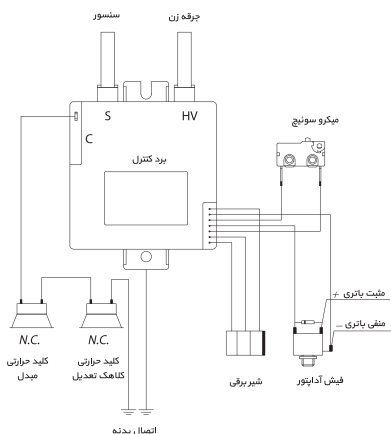 سنسور
جرقه زن
S
HV
میکرو سوئیچ
C
برد کنترل
مثبت باتری +
منفی باتری –
N.C.
N.C.
کلید حرارتی
مبدل
کلید حرارتی
کلاهک تعدیل
شیر برقی
فیش آداپتور
اتصال بدنه